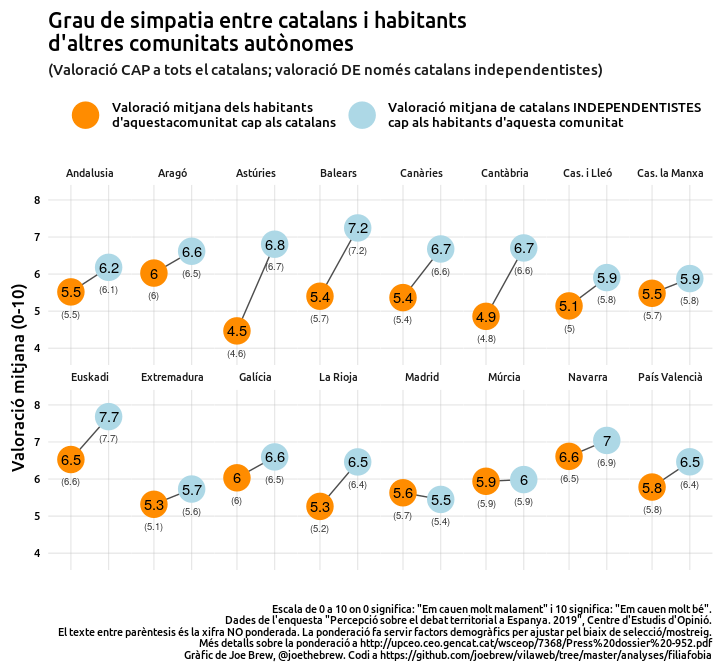 Grau de simpatia entre catalans i habitants
d'altres comunitats autònomes
(Valoració CAP a tots el catalans; valoració DE només catalans independentistes)
Valoració mitjana dels habitants
d'aquestacomunitat cap als catalans
Valoració mitjana de catalans INDEPENDENTISTES
cap als habitants d'aquesta comunitat
Valoració mitjana (0-10)
Andalusia Aragó Astúries Balears Canàries Cantàbria Cas. i Lleó Cas. la Manxa
8
7
6
5
4
5.5 6.2 6 6.6 4.5 6.8 5.4 7.2 5.4 6.7 4.9 6.7 5.1 5.9 5.5 5.9
(5.5) (6.1) (6) (6.5) (4.6) (6.7) (5.7) (7.2) (5.4) (6.6) (4.8) (6.6) (5) (5.8) (5.7) (5.8)
Euskadi Extremadura Galícia La Rioja Madrid Múrcia Navarra País Valencià
8
7
6
5
4
6.5 7.7 5.3 5.7 6 6.6 5.3 6.5 5.6 5.5 5.9 6 6.6 7 5.8 6.5
(6.6) (7.7) (5.1) (5.6) (6) (6.5) (5.2) (6.4) (5.7) (5.4) (5.9) (5.9) (6.5) (6.9) (5.8) (6.4)
Escala de 0 a 10 on 0 significa: "Em cauen molt malament" i 10 significa: "Em cauen molt bé".
Dades de l'enquesta "Percepció sobre el debat territorial a Espanya. 2019", Centre d'Estudis d'Opinió.
El texte entre parèntesis és la xifra NO ponderada. La ponderació fa servir factors demogràfics per ajustar pel biaix de selecció/mostreig.
Més detalls sobre la ponderació a http://upceo.ceo.gencat.cat/wsceop/7368/Press%20dossier%20-952.pdf
Gràfic de Joe Brew, @joethebrew. Codi a https://github.com/joebrew/vilaweb/tree/master/analyses/filiafobia